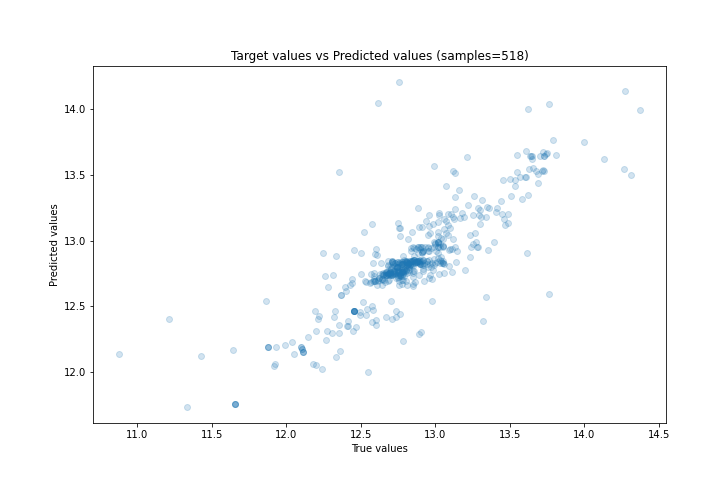 Target values vs Predicted values (samples=518)
Predicted values
14.0
13.5
13.0
12.5
12.0
11.0 11.5 12.0 12.5 13.0 13.5 14.0 14.5
True values